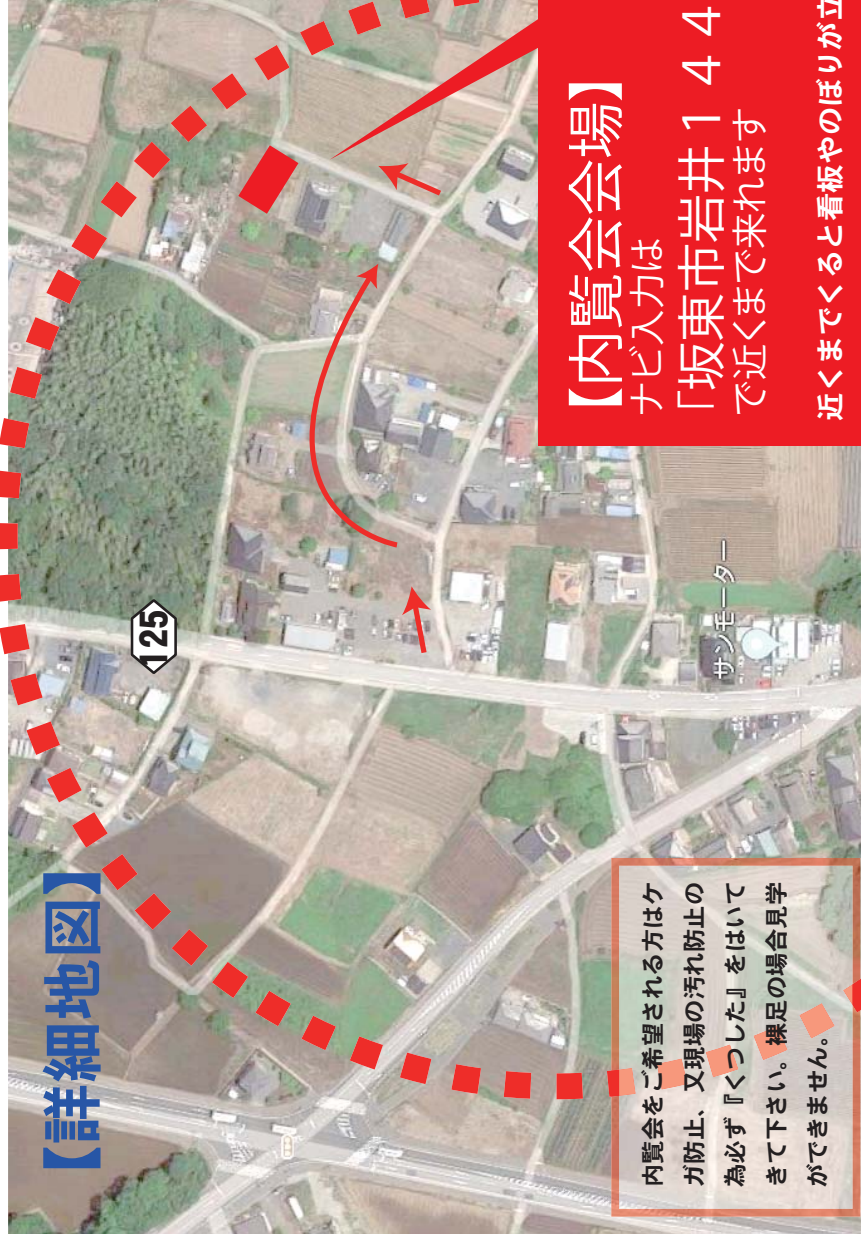 【詳細地図】
125
サンモーター
【内覧会会場】
ナビ入力は
「坂東市岩井144
で近くまで来れます
近くまでくると看板やのぼりが立
内覧会をご希望される方はケ
ガ防止、又現場の汚れ防止の
為必ず『くつした』をはいて
きて下さい。裸足の場合見学
ができません。